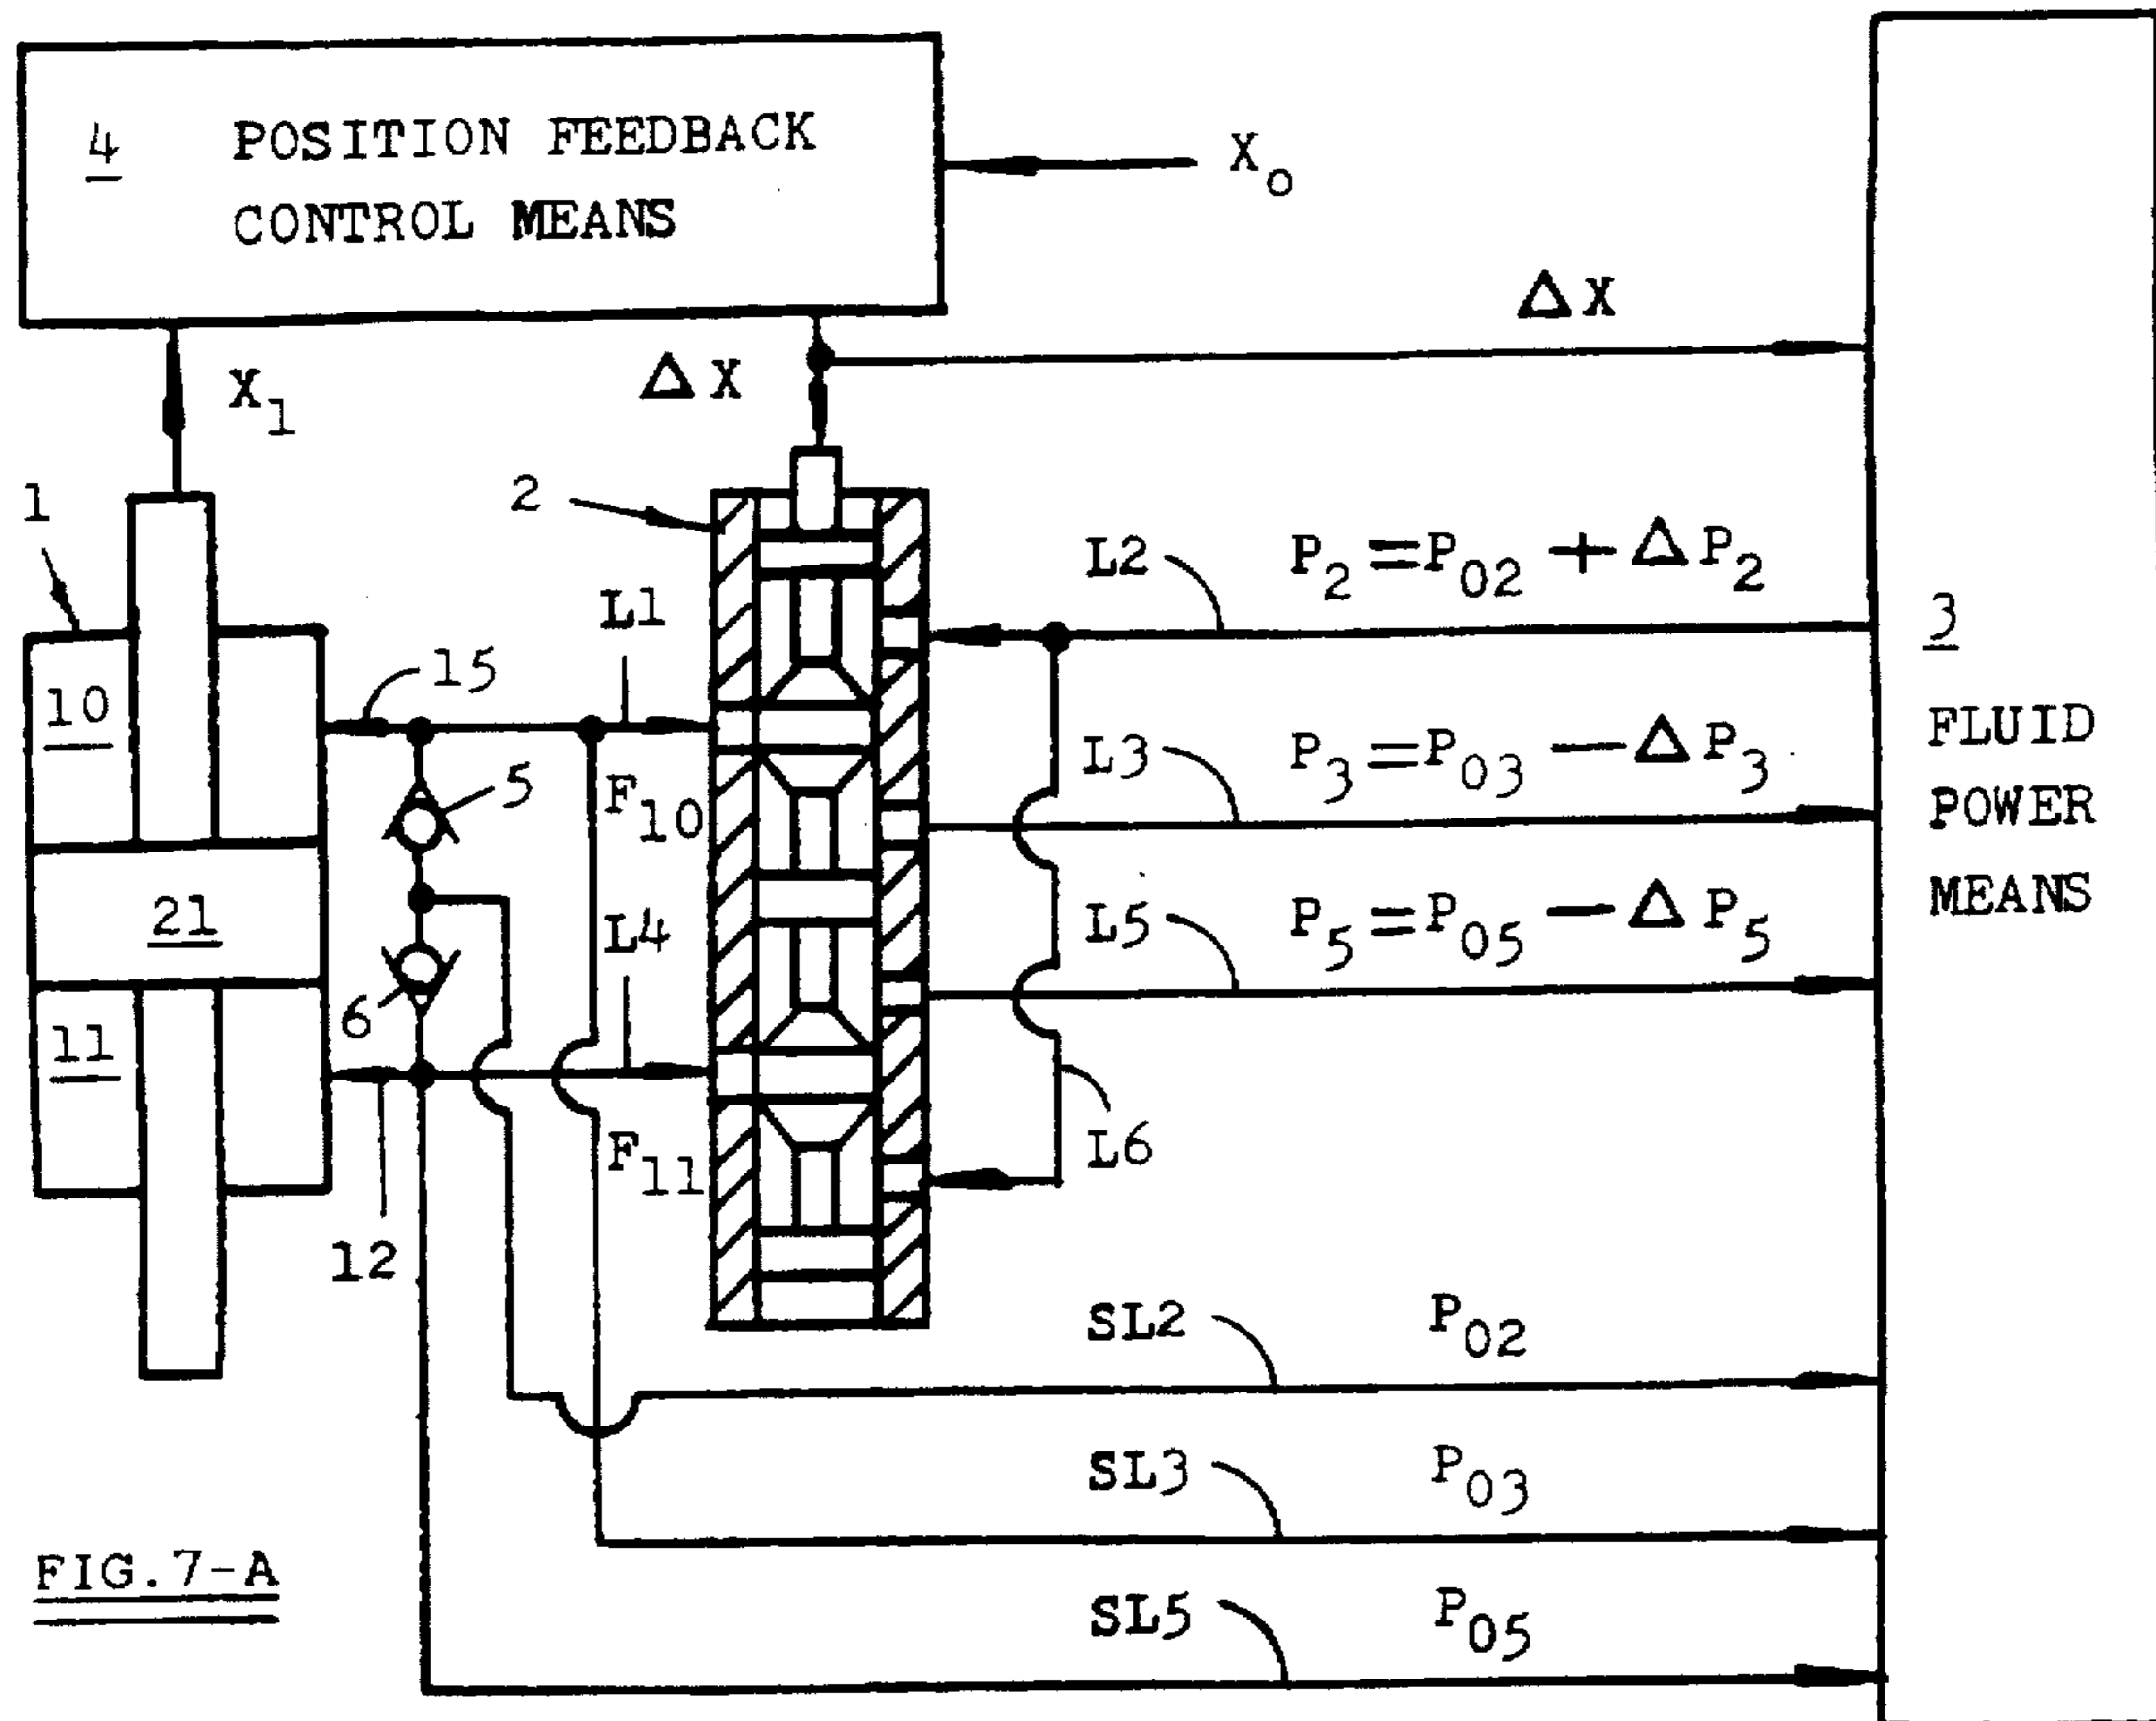 4 POSITION FEEDBACK
CONTROL MEANS
X₀
ΔX
X₁
ΔX
1
2
L2
P₂=P₀₂+ΔP₂
L1
3
15
10
L3
P₃=P₀₃−ΔP₃
FLUID
POWER
MEANS
5
F₁₀
21
L4
L5
P₅=P₀₅−ΔP₅
6
11
F₁₁
L6
12
SL2
P₀₂
SL3
P₀₃
FIG.7-A
SL5
P₀₅